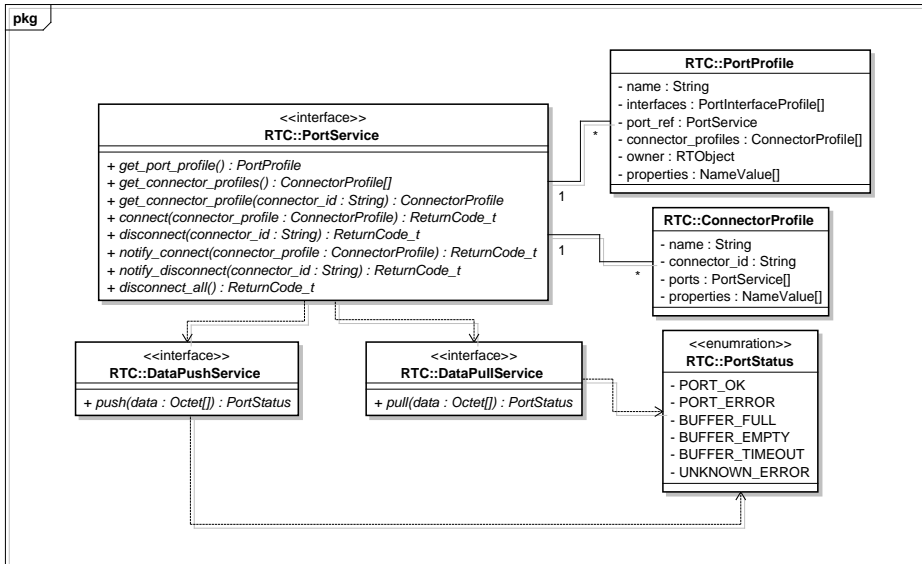 pkg
<<interface>>
RTC::PortService
+ get_port_profile() : PortProfile
+ get_connector_profiles() : ConnectorProfile[]
+ get_connector_profile(connector_id : String) : ConnectorProfile
+ connect(connector_profile : ConnectorProfile) : ReturnCode_t
+ disconnect(connector_id : String) : ReturnCode_t
+ notify_connect(connector_profile : ConnectorProfile) : ReturnCode_t
+ notify_disconnect(connector_id : String) : ReturnCode_t
+ disconnect_all() : ReturnCode_t
RTC::PortProfile
- name : String
- interfaces : PortInterfaceProfile[]
- port_ref : PortService
- connector_profiles : ConnectorProfile[]
- owner : RTObject
- properties : NameValue[]
*
1
RTC::ConnectorProfile
- name : String
- connector_id : String
- ports : PortService[]
- properties : NameValue[]
1
*
<<interface>>
RTC::DataPushService
+ push(data : Octet[]) : PortStatus
<<interface>>
RTC::DataPullService
+ pull(data : Octet[]) : PortStatus
<<enumration>>
RTC::PortStatus
- PORT_OK
- PORT_ERROR
- BUFFER_FULL
- BUFFER_EMPTY
- BUFFER_TIMEOUT
- UNKNOWN_ERROR